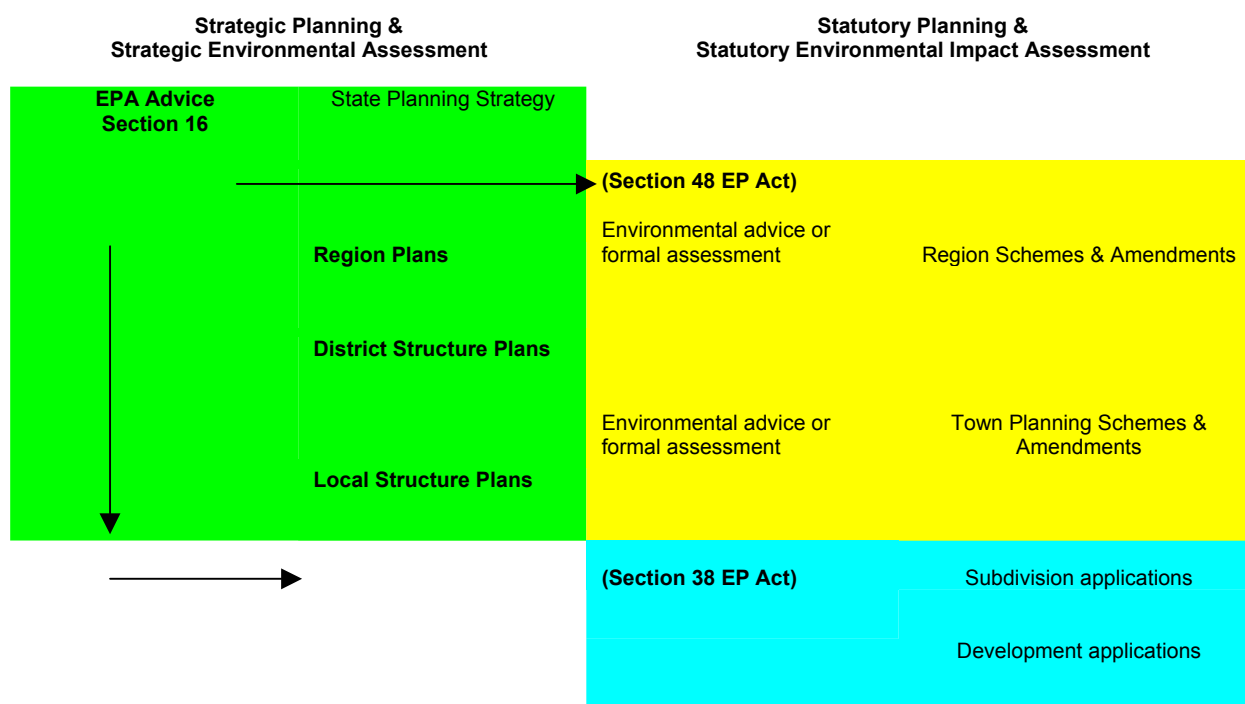 Strategic Planning &
Strategic Environmental Assessment
Statutory Planning &
Statutory Environmental Impact Assessment
EPA Advice
Section 16
State Planning Strategy
(Section 48 EP Act)
Environmental advice or
formal assessment
Region Plans
Region Schemes & Amendments
District Structure Plans
Environmental advice or
formal assessment
Town Planning Schemes &
Amendments
Local Structure Plans
(Section 38 EP Act)
Subdivision applications
Development applications